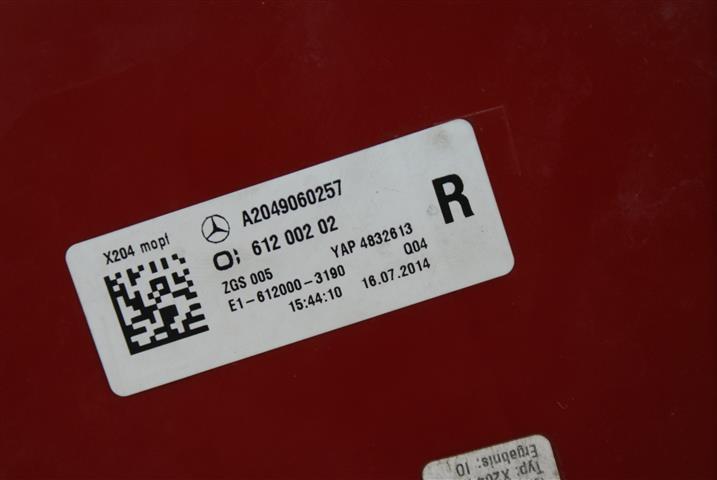 X204 mopf
A2049060257
R
612 002 02
ZGS 005 YAP 4832613
E1-612000-3190 Q04
15:44:10 16.07.2014
Typ: X204
Ergebnis: IO